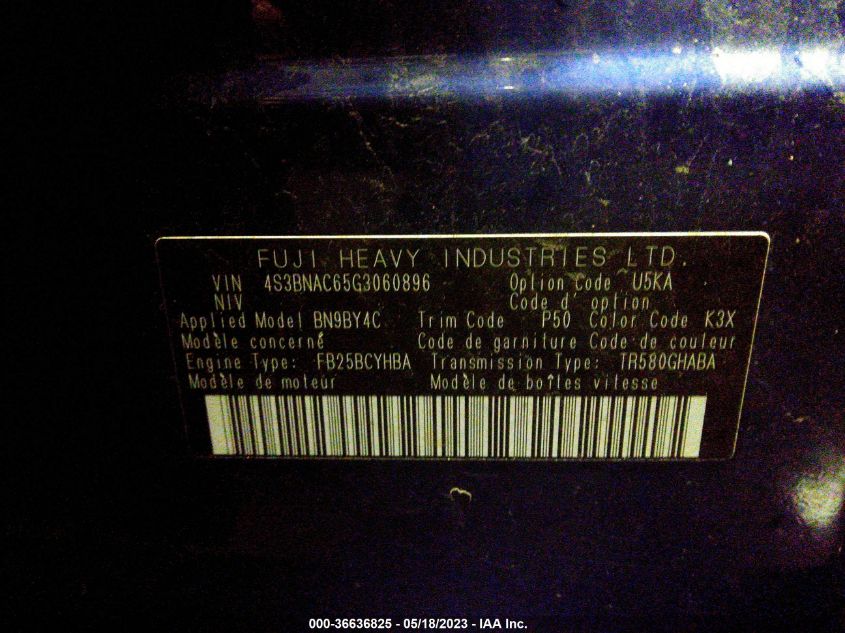 FUJI HEAVY INDUSTRIES LTD.
VIN 4S3BNAC65G3060896 Option Code U5KA
NIV Code d' option
Applied Model BN9BY4C Trim Code P50 Color Code K3X
Modèle concerné Code de garniture Code de couleur
Engine Type: FB25BCYHBA Transmission Type: TR580GHABA
Modèle de moteur Modèle de boîtes vitesse
000-36636825 - 05/18/2023 - IAA Inc.